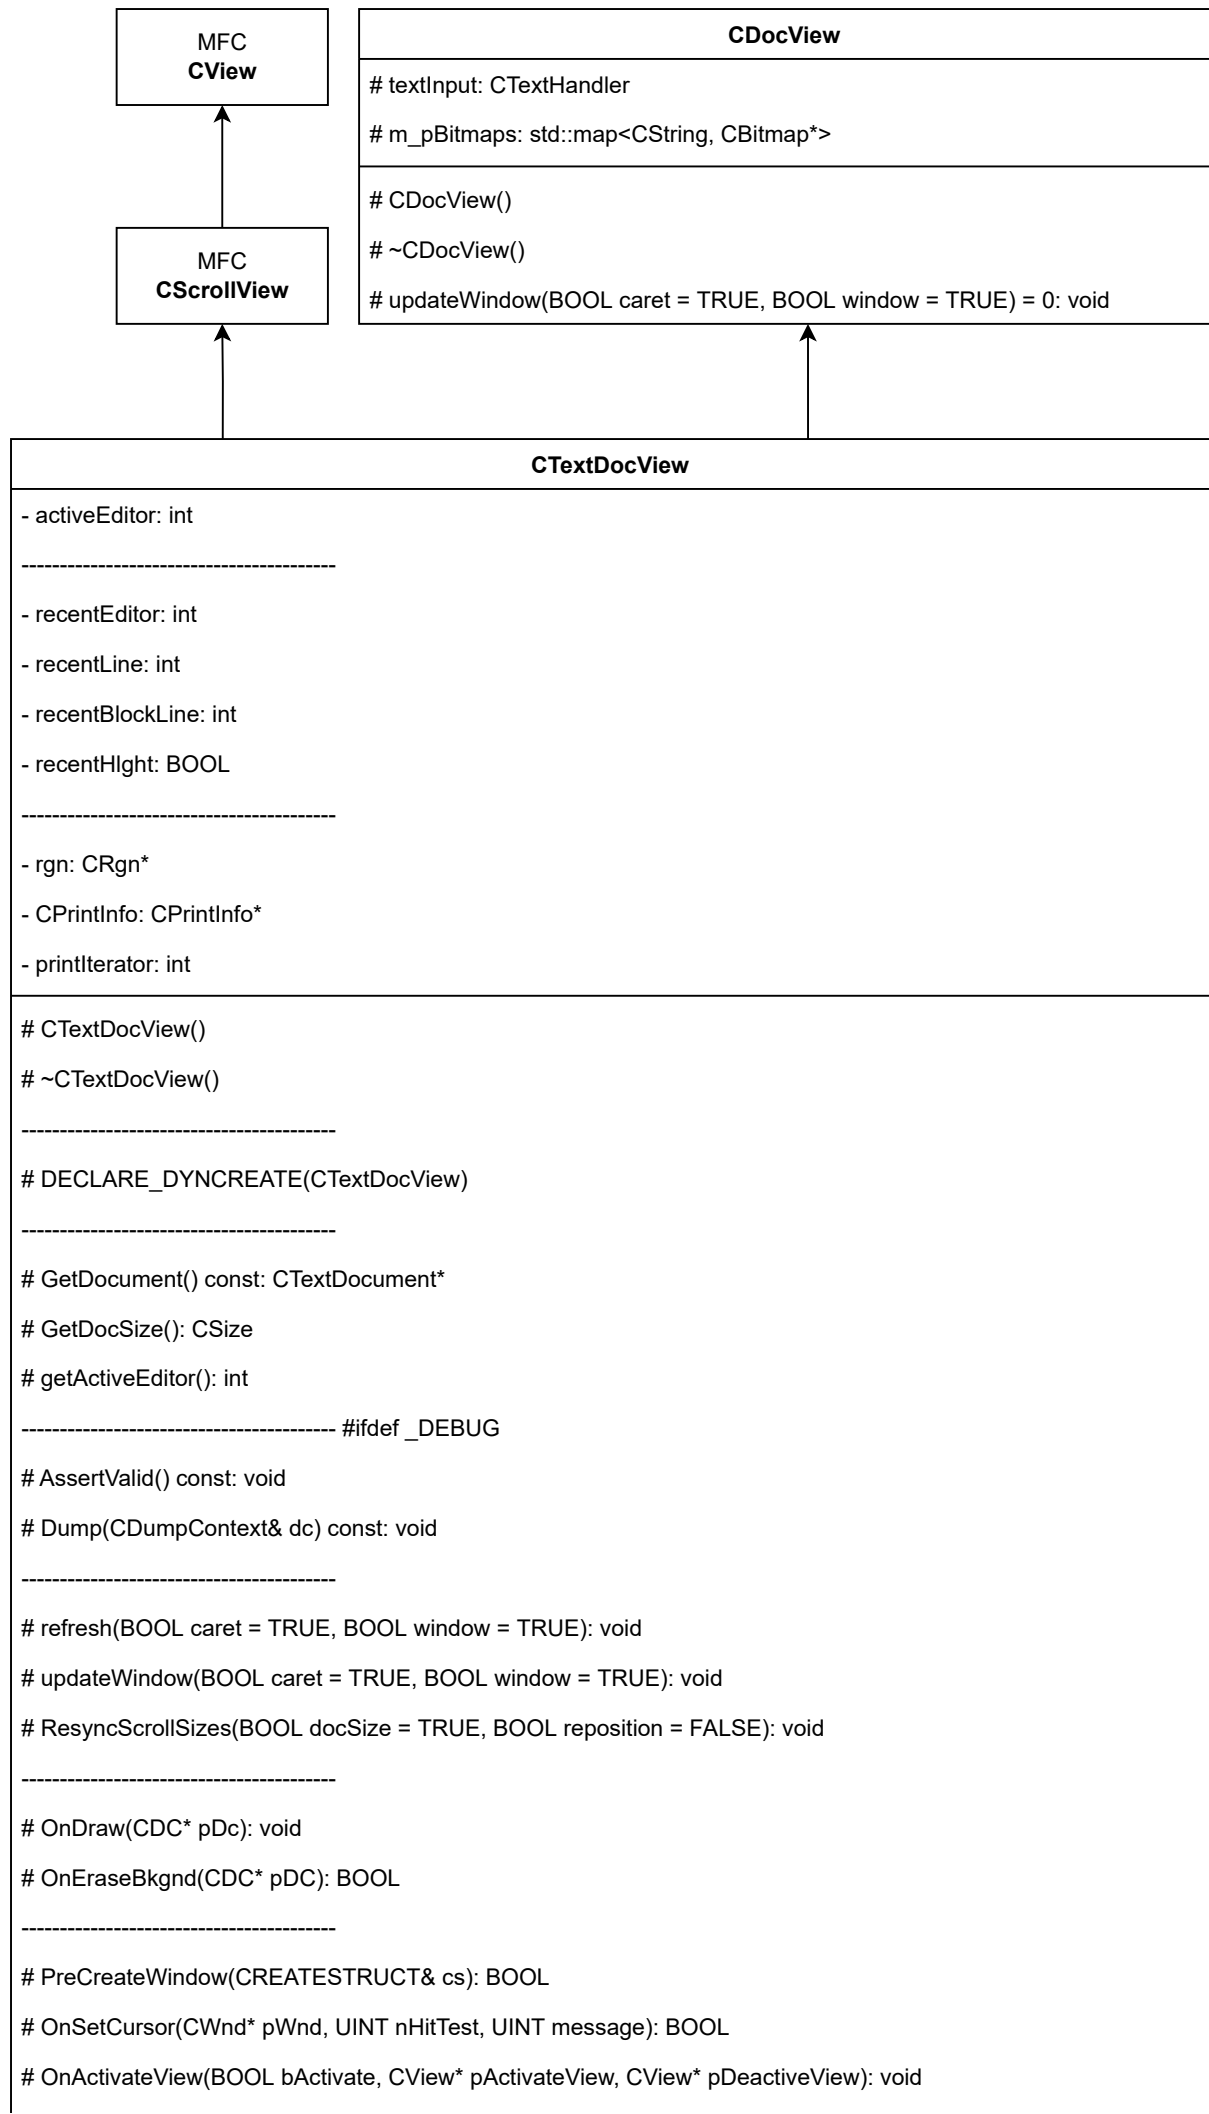 MFC
CView
CDocView
# textInput: CTextHandler
# m_pBitmaps: std::map<CString, CBitmap*>
# CDocView()
# ~CDocView()
# updateWindow(BOOL caret = TRUE, BOOL window = TRUE) = 0: void
MFC
CScrollView
CTextDocView
- activeEditor: int
-----------------------------------------
- recentEditor: int
- recentLine: int
- recentBlockLine: int
- recentHlght: BOOL
-----------------------------------------
- rgn: CRgn*
- CPrintInfo: CPrintInfo*
- printIterator: int
# CTextDocView()
# ~CTextDocView()
-----------------------------------------
# DECLARE_DYNCREATE(CTextDocView)
-----------------------------------------
# GetDocument() const: CTextDocument*
# GetDocSize(): CSize
# getActiveEditor(): int
----------------------------------------- #ifdef _DEBUG
# AssertValid() const: void
# Dump(CDumpContext& dc) const: void
-----------------------------------------
# refresh(BOOL caret = TRUE, BOOL window = TRUE): void
# updateWindow(BOOL caret = TRUE, BOOL window = TRUE): void
# ResyncScrollSizes(BOOL docSize = TRUE, BOOL reposition = FALSE): void
-----------------------------------------
# OnDraw(CDC* pDc): void
# OnEraseBkgnd(CDC* pDC): BOOL
-----------------------------------------
# PreCreateWindow(CREATESTRUCT& cs): BOOL
# OnSetCursor(CWnd* pWnd, UINT nHitTest, UINT message): BOOL
# OnActivateView(BOOL bActivate, CView* pActivateView, CView* pDeactiveView): void